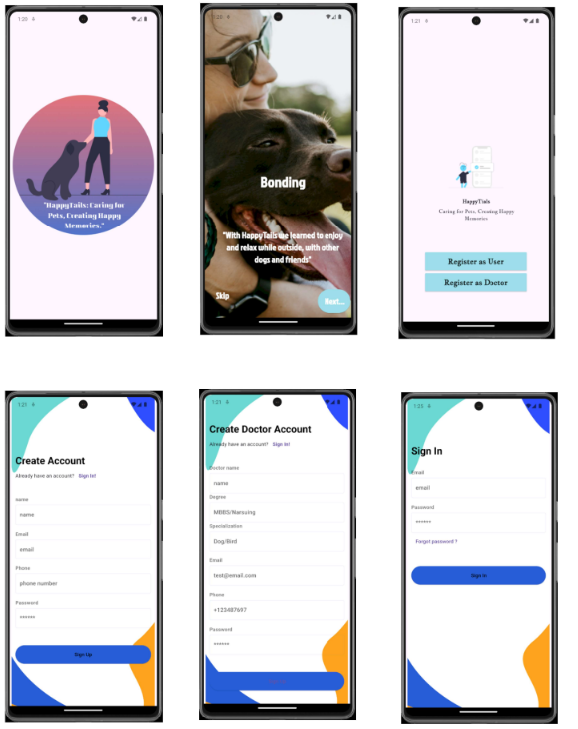 1:20
"HappyTails: Caring for
Pets, Creating Happy
Memories."
1:20
Bonding
"With HappyTails we learned to enjoy
and relax while outside, with other
dogs and friends"
Skip
Next...
1:21
HappyTials
Caring for Pets, Creating Happy
Memories
Register as User
Register as Doctor
1:21
Create Account
Already have an account? Sign in!
name
name
Email
email
Phone
phone number
Password
******
Sign Up
1:21
Create Doctor Account
Already have an account? Sign in!
Doctor name
name
Degree
MBBS/Narsuing
Specialization
Dog/Bird
Email
test@email.com
Phone
+123487697
Password
******
Sign In
Email
email
Password
******
Forgot password ?
Sign In